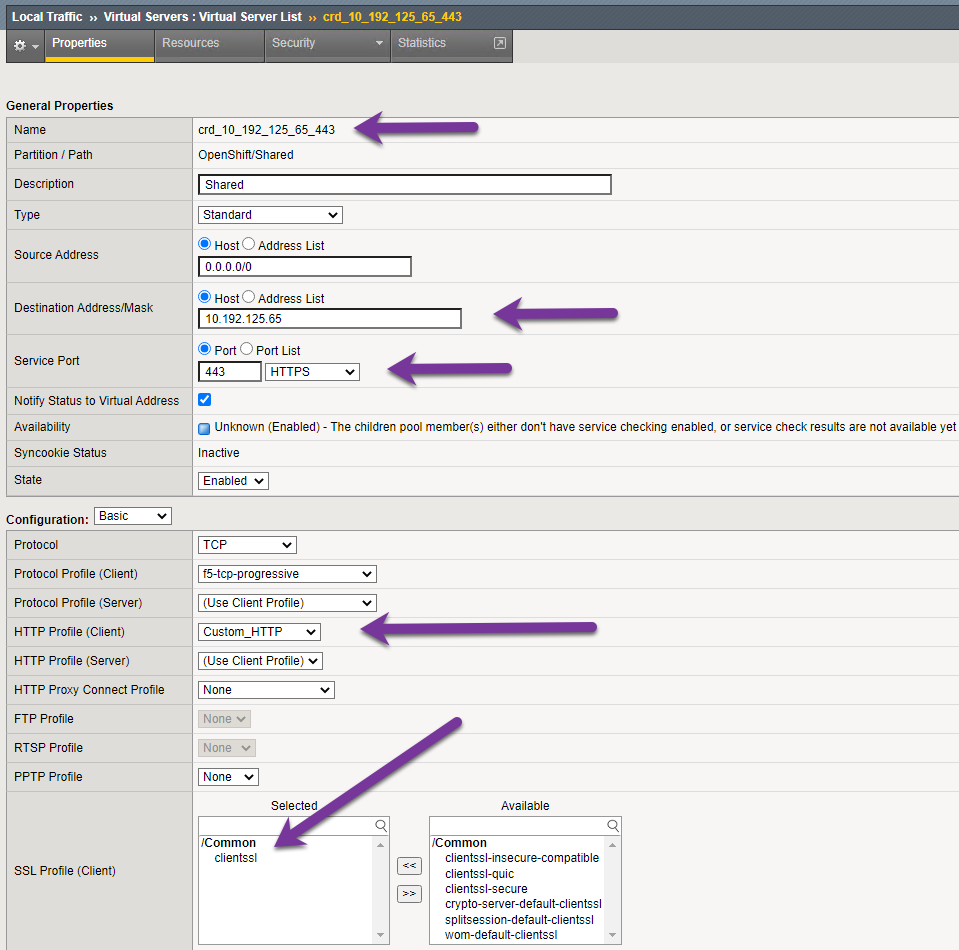 Local Traffic » Virtual Servers : Virtual Server List » crd_10_192_125_65_443
Properties Resources Security Statistics
General Properties
Name crd_10_192_125_65_443
Partition / Path OpenShift/Shared
Description Shared
Type Standard
Source Address Host Address List
0.0.0.0/0
Destination Address/Mask Host Address List
10.192.125.65
Service Port Port Port List
443 HTTPS
Notify Status to Virtual Address
Availability Unknown (Enabled) - The children pool member(s) either don't have service checking enabled, or service check results are not available yet
Syncookie Status Inactive
State Enabled
Configuration: Basic
Protocol TCP
Protocol Profile (Client) f5-tcp-progressive
Protocol Profile (Server) (Use Client Profile)
HTTP Profile (Client) Custom_HTTP
HTTP Profile (Server) (Use Client Profile)
HTTP Proxy Connect Profile None
FTP Profile None
RTSP Profile None
PPTP Profile None
SSL Profile (Client)
Selected
/Common
clientssl
<<
>>
Available
/Common
clientssl-insecure-compatible
clientssl-quic
clientssl-secure
crypto-server-default-clientssl
splitsession-default-clientssl
wom-default-clientssl